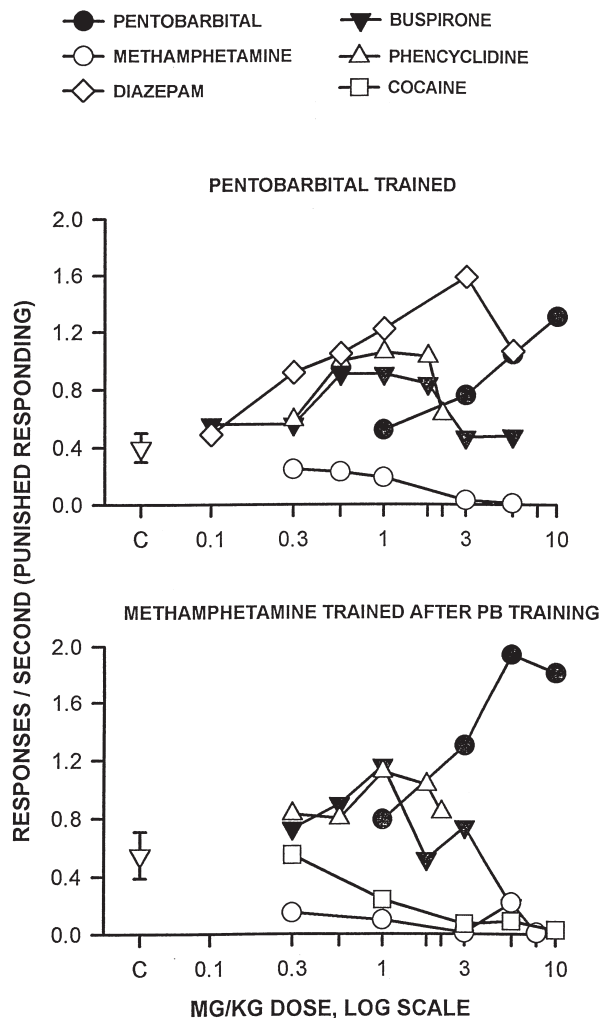 PENTOBARBITAL
METHAMPHETAMINE
DIAZEPAM
BUSPIRONE
PHENCYCLIDINE
COCAINE
PENTOBARBITAL TRAINED
2.0
1.6
1.2
0.8
0.4
0.0
C 0.1 0.3 1 3 10
METHAMPHETAMINE TRAINED AFTER PB TRAINING
2.0
1.6
1.2
0.8
0.4
0.0
C 0.1 0.3 1 3 10
RESPONSES / SECOND (PUNISHED RESPONDING)
MG/KG DOSE, LOG SCALE